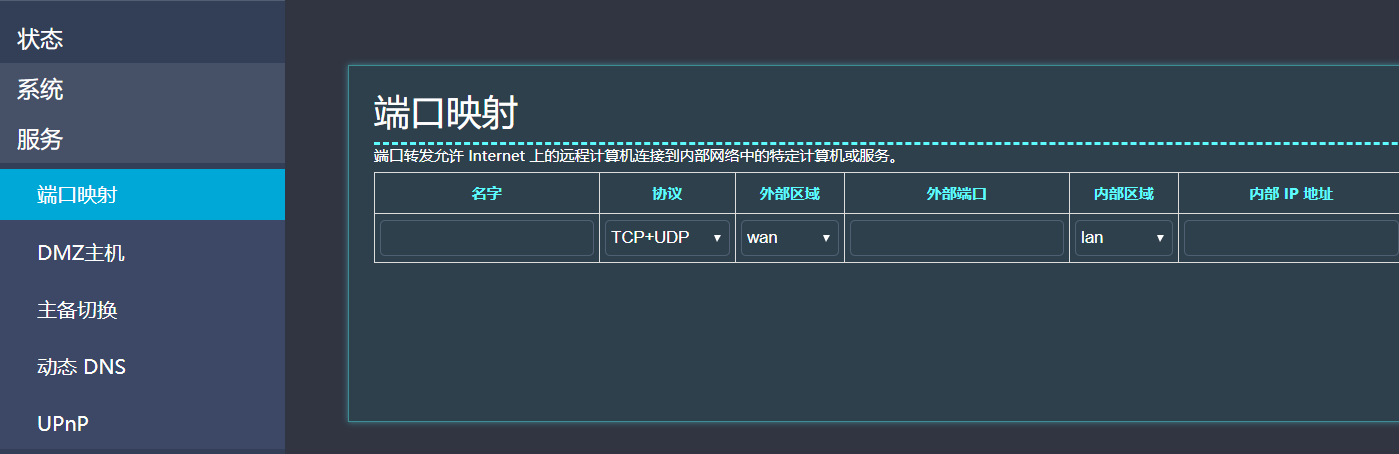 状态
系统
服务
端口映射
DMZ主机
主备切换
动态 DNS
UPnP
端口映射
端口转发允许 Internet 上的远程计算机连接到内部网络中的特定计算机或服务。
名字 协议 外部区域 外部端口 内部区域 内部 IP 地址
TCP+UDP wan lan